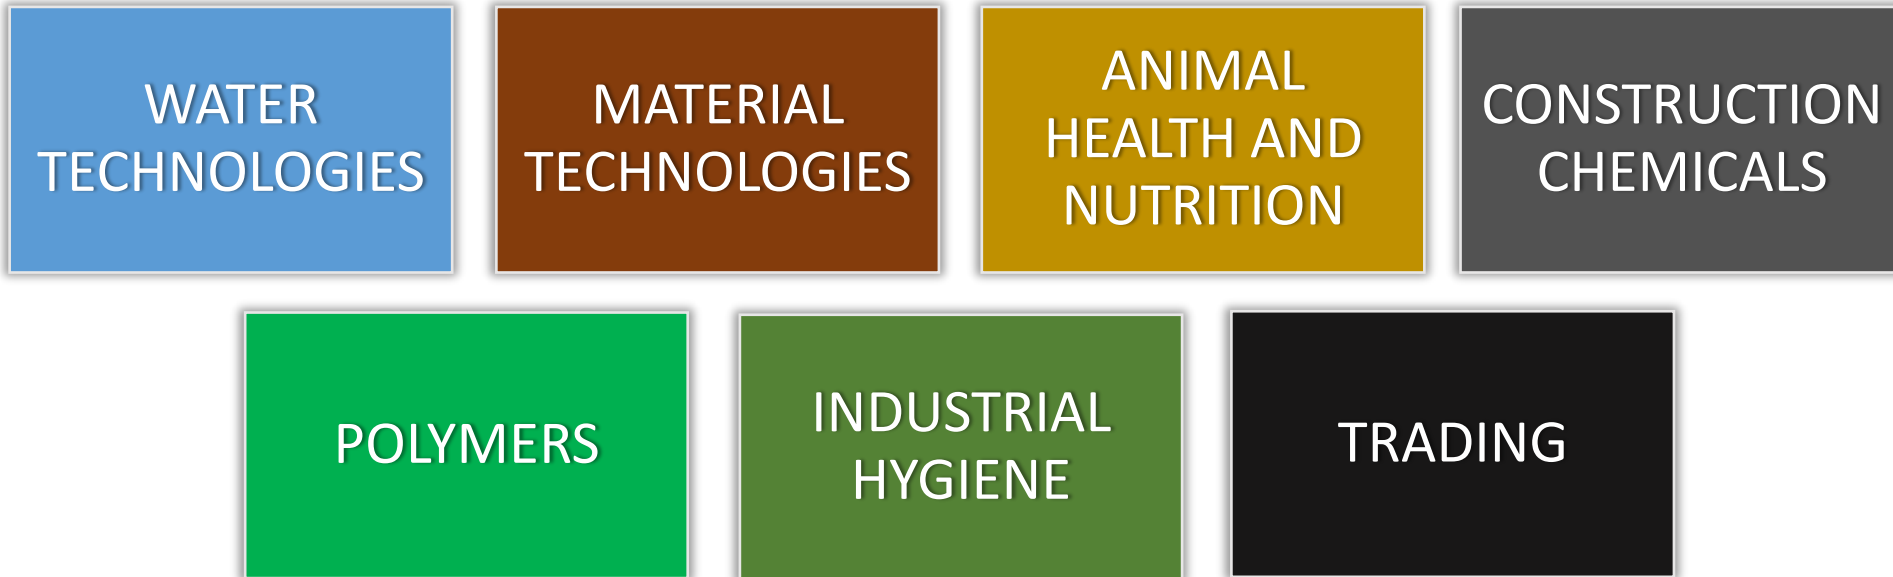 WATER
TECHNOLOGIES
MATERIAL
TECHNOLOGIES
ANIMAL
HEALTH AND
NUTRITION
CONSTRUCTION
CHEMICALS
POLYMERS
INDUSTRIAL
HYGIENE
TRADING